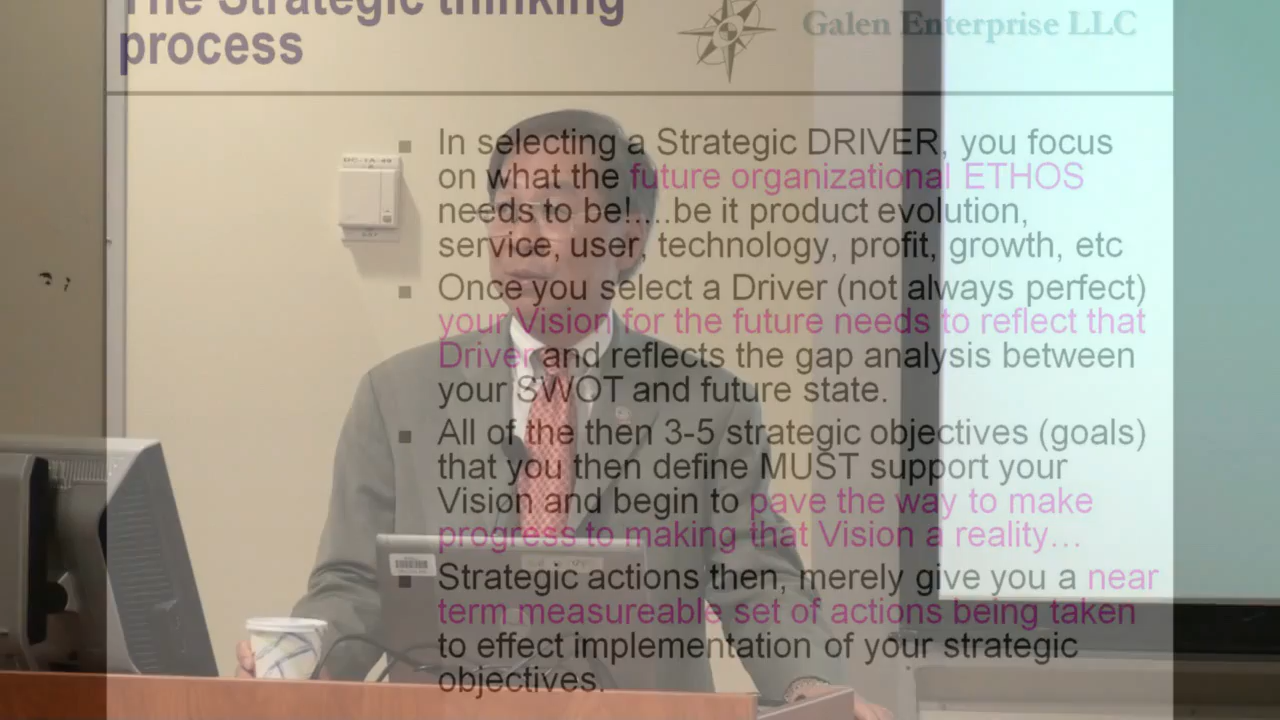 The Strategic thinking
process
Galen Enterprise LLC
In selecting a Strategic DRIVER, you focus
on what the future organizational ETHOS
needs to be!....be it product evolution,
service, user, technology, profit, growth, etc
Once you select a Driver (not always perfect)
your Vision for the future needs to reflect that
Driver and reflects the gap analysis between
your SWOT and future state.
All of the then 3-5 strategic objectives (goals)
that you then define MUST support your
Vision and begin to pave the way to make
progress to making that Vision a reality…
Strategic actions then, merely give you a near
term measureable set of actions being taken
to effect implementation of your strategic
objectives.